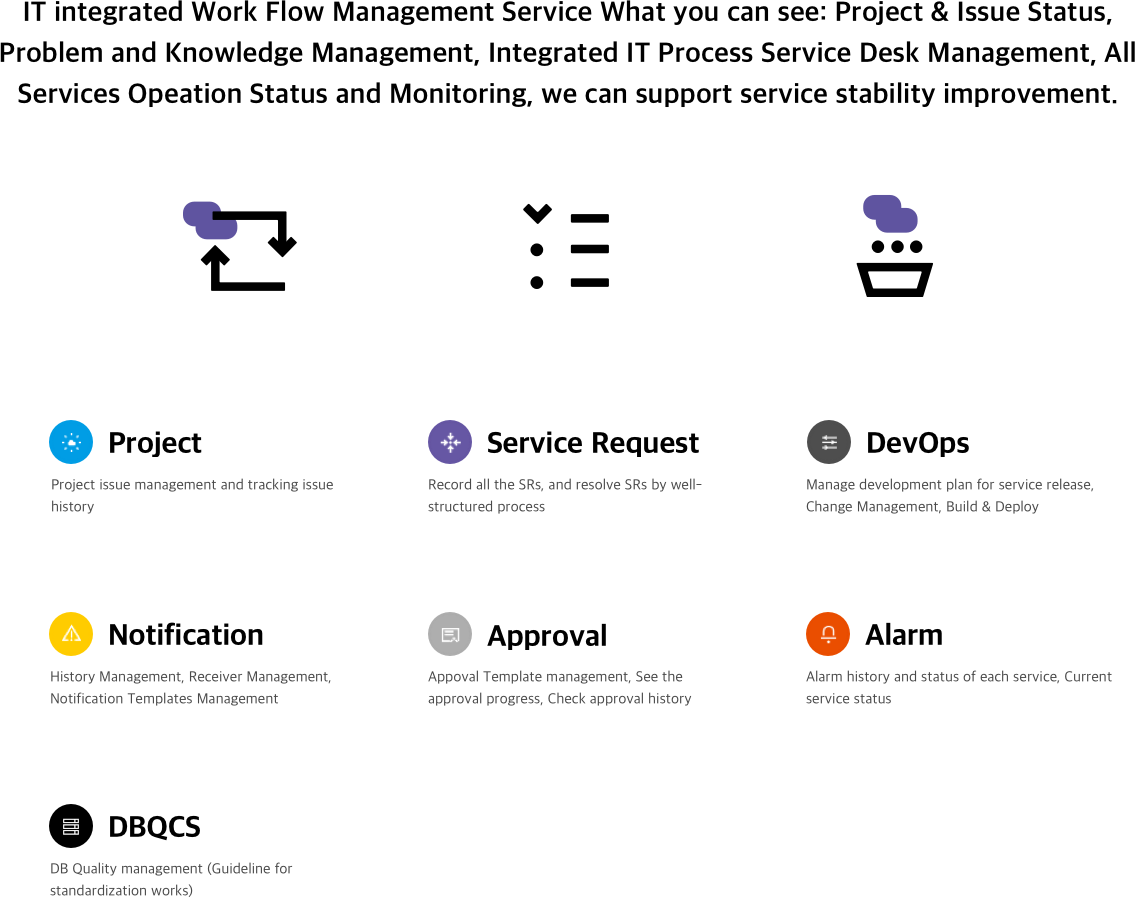 IT integrated Work Flow Management Service What you can see: Project & Issue Status,
Problem and Knowledge Management, Integrated IT Process Service Desk Management, All
Services Opeation Status and Monitoring, we can support service stability improvement.
Project
Project issue management and tracking issue
history
Service Request
Record all the SRs, and resolve SRs by well-
structured process
DevOps
Manage development plan for service release,
Change Management, Build & Deploy
Notification
History Management, Receiver Management,
Notification Templates Management
Approval
Appoval Template management, See the
approval progress, Check approval history
Alarm
Alarm history and status of each service, Current
service status
DBQCS
DB Quality management (Guideline for
standardization works)